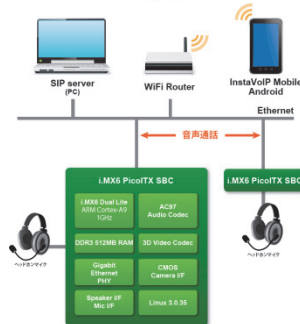 SIP server
(PC)
WiFi Router
InstaVoIP Mobile
Android
Ethernet
音声通話
i.MX6 PicoITX SBC
i.MX6 Dual Lite
ARM Cortex-A9
1GHz
AC97
Audio Codec
DDR3 512MB RAM
3D Video Codec
Gigabit
Ethernet
PHY
CMOS
Camera I/F
Speaker I/F
Mic I/F
Linux 3.0.35
i.MX6 PicoITX SBC
ヘッドホンマイク
ヘッドホンマイク